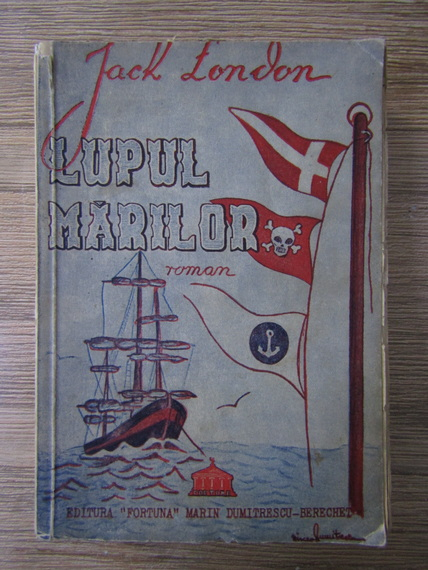 Jack London
LUPUL
MĂRILOR
roman
EDITURA "FORTUNA" MARIN DUMITRESCU-BERECHET